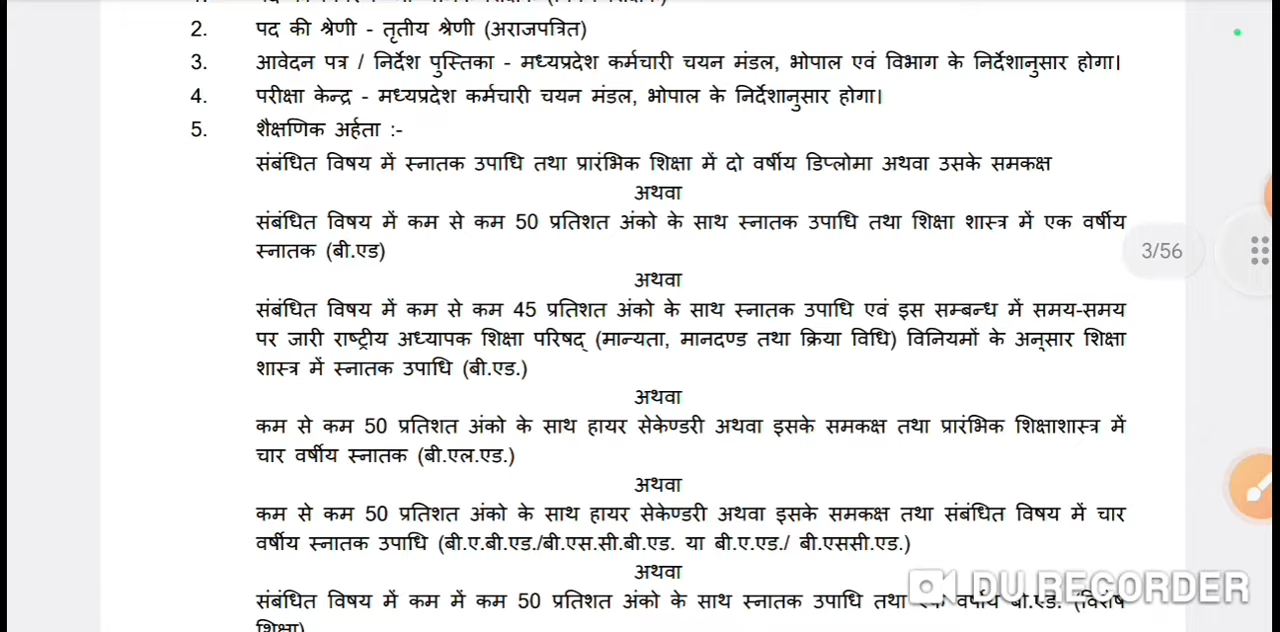 2. पद की श्रेणी - तृतीय श्रेणी (अराजपत्रित)
3. आवेदन पत्र / निर्देश पुस्तिका - मध्यप्रदेश कर्मचारी चयन मंडल, भोपाल एवं विभाग के निर्देशानुसार होगा।
4. परीक्षा केन्द्र - मध्यप्रदेश कर्मचारी चयन मंडल, भोपाल के निर्देशानुसार होगा।
5. शैक्षणिक अर्हता :-
संबंधित विषय में स्नातक उपाधि तथा प्रारंभिक शिक्षा में दो वर्षीय डिप्लोमा अथवा उसके समकक्ष
अथवा
संबंधित विषय में कम से कम 50 प्रतिशत अंको के साथ स्नातक उपाधि तथा शिक्षा शास्त्र में एक वर्षीय
स्नातक (बी.एड)
3/56
अथवा
संबंधित विषय में कम से कम 45 प्रतिशत अंको के साथ स्नातक उपाधि एवं इस सम्बन्ध में समय-समय
पर जारी राष्ट्रीय अध्यापक शिक्षा परिषद् (मान्यता, मानदण्ड तथा क्रिया विधि) विनियमों के अनुसार शिक्षा
शास्त्र में स्नातक उपाधि (बी.एड.)
अथवा
कम से कम 50 प्रतिशत अंको के साथ हायर सेकेण्डरी अथवा इसके समकक्ष तथा प्रारंभिक शिक्षाशास्त्र में
चार वर्षीय स्नातक (बी.एल.एड.)
अथवा
कम से कम 50 प्रतिशत अंको के साथ हायर सेकेण्डरी अथवा इसके समकक्ष तथा संबंधित विषय में चार
वर्षीय स्नातक उपाधि (बी.ए.बी.एड./बी.एस.सी.बी.एड. या बी.ए.एड./ बी.एससी.एड.)
अथवा
संबंधित विषय में कम में कम 50 प्रतिशत अंको के साथ स्नातक उपाधि तथा वर्षीय बी.एड. (विशेष
शिक्षा)
DU RECORDER